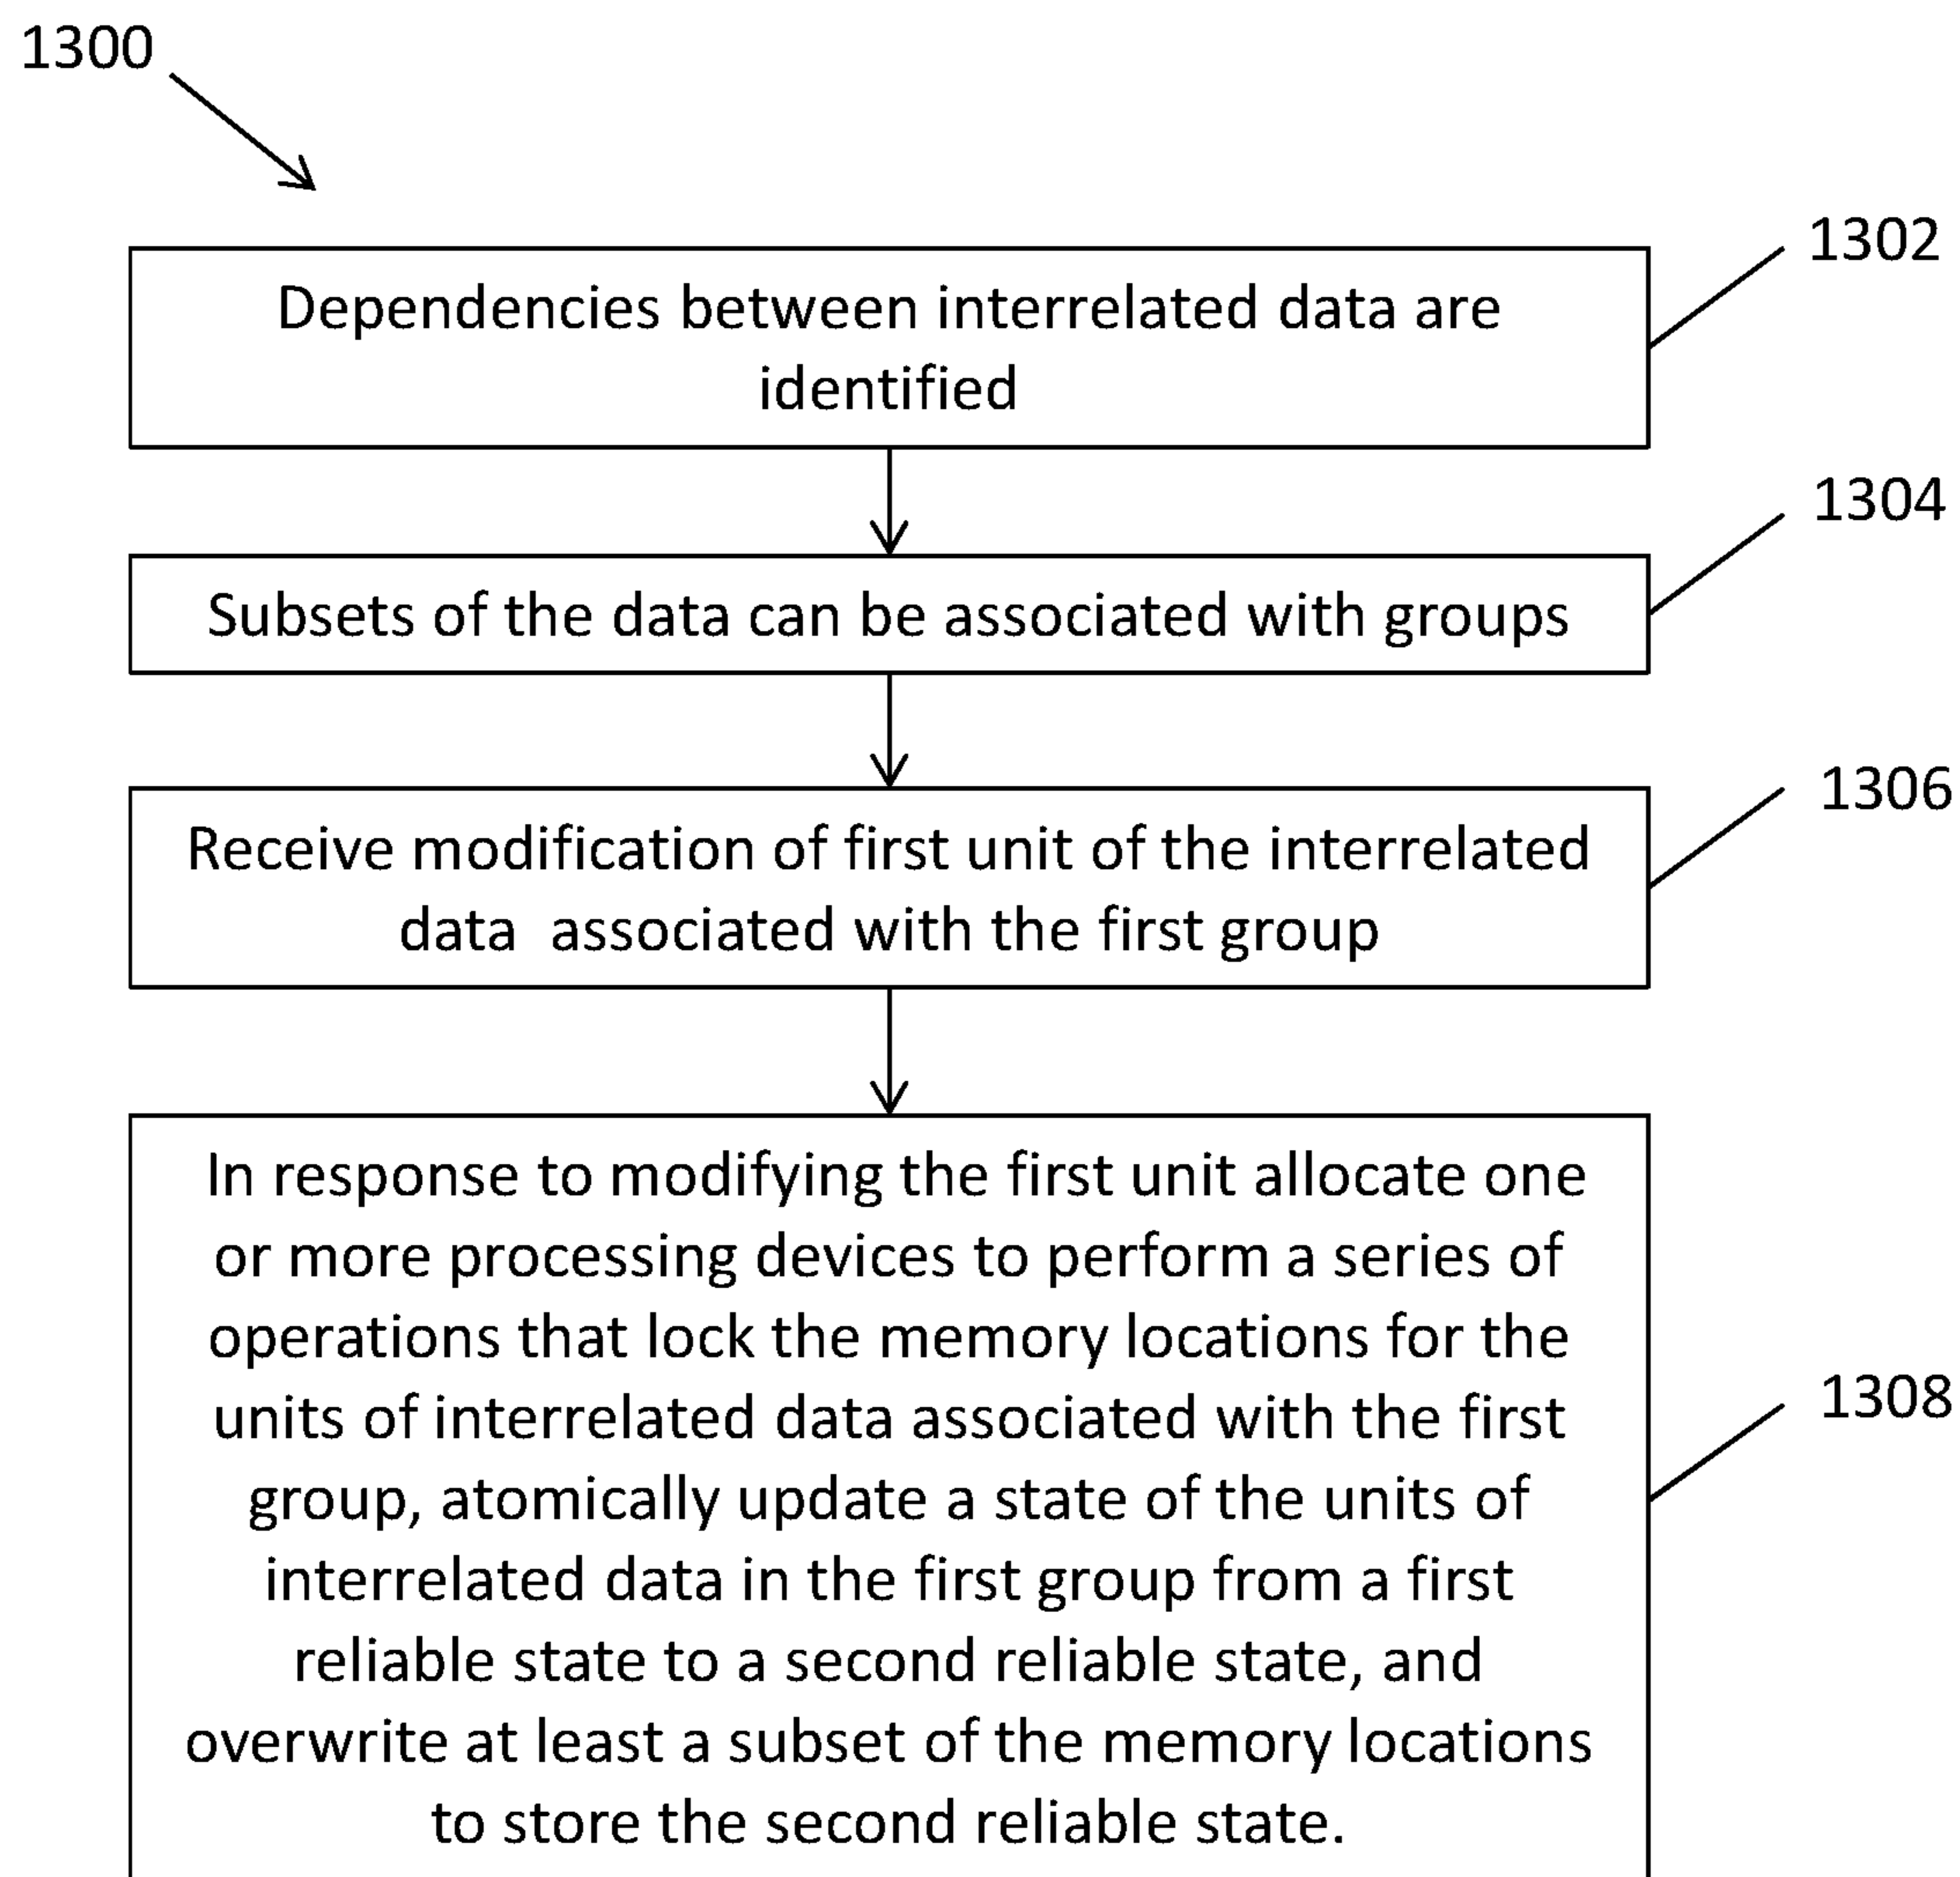 1300
1302
Dependencies between interrelated data are
identified
1304
Subsets of the data can be associated with groups
1306
Receive modification of first unit of the interrelated
data  associated with the first group
In response to modifying the first unit allocate one
or more processing devices to perform a series of
operations that lock the memory locations for the
1308
units of interrelated data associated with the first
group, atomically update a state of the units of
interrelated data in the first group from a first
reliable state to a second reliable state, and
overwrite at least a subset of the memory locations
to store the second reliable state.